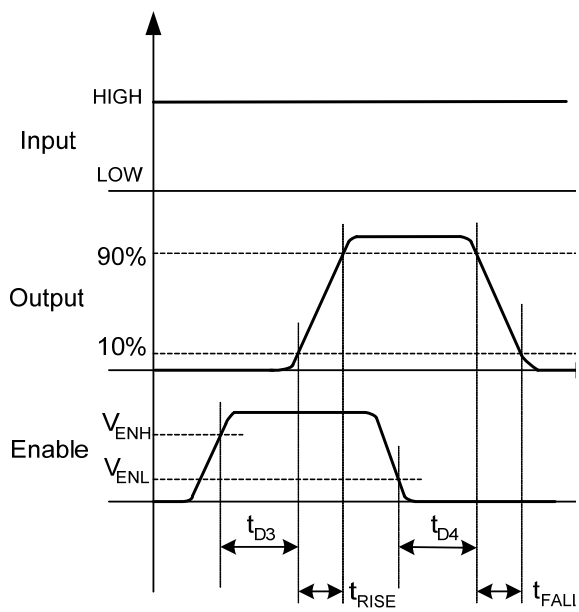 HIGH
Input
LOW
90%
Output
10%
VENH
Enable
VENL
tD3
tD4
tRISE
tFALL